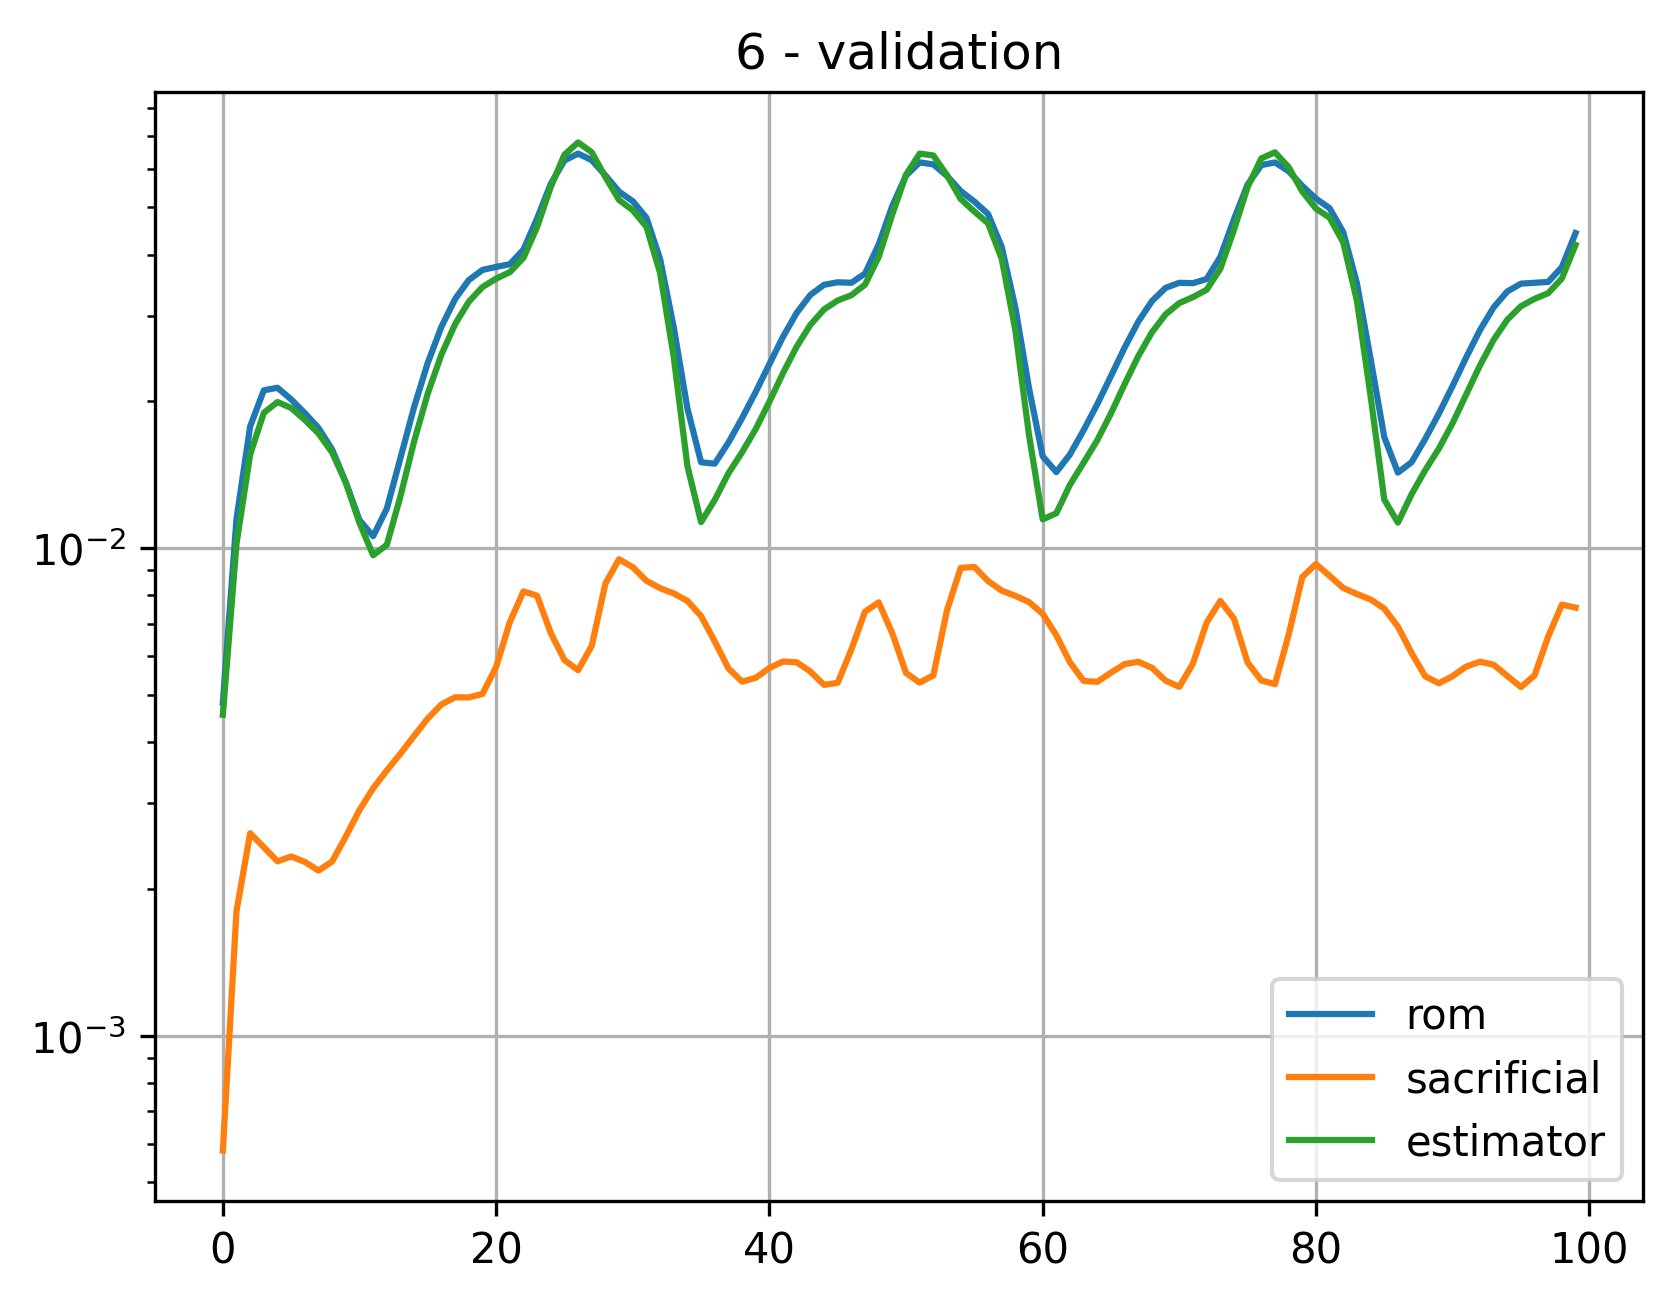 6 - validation
10⁻²
10⁻³
rom
sacrificial
estimator
0 20 40 60 80 100